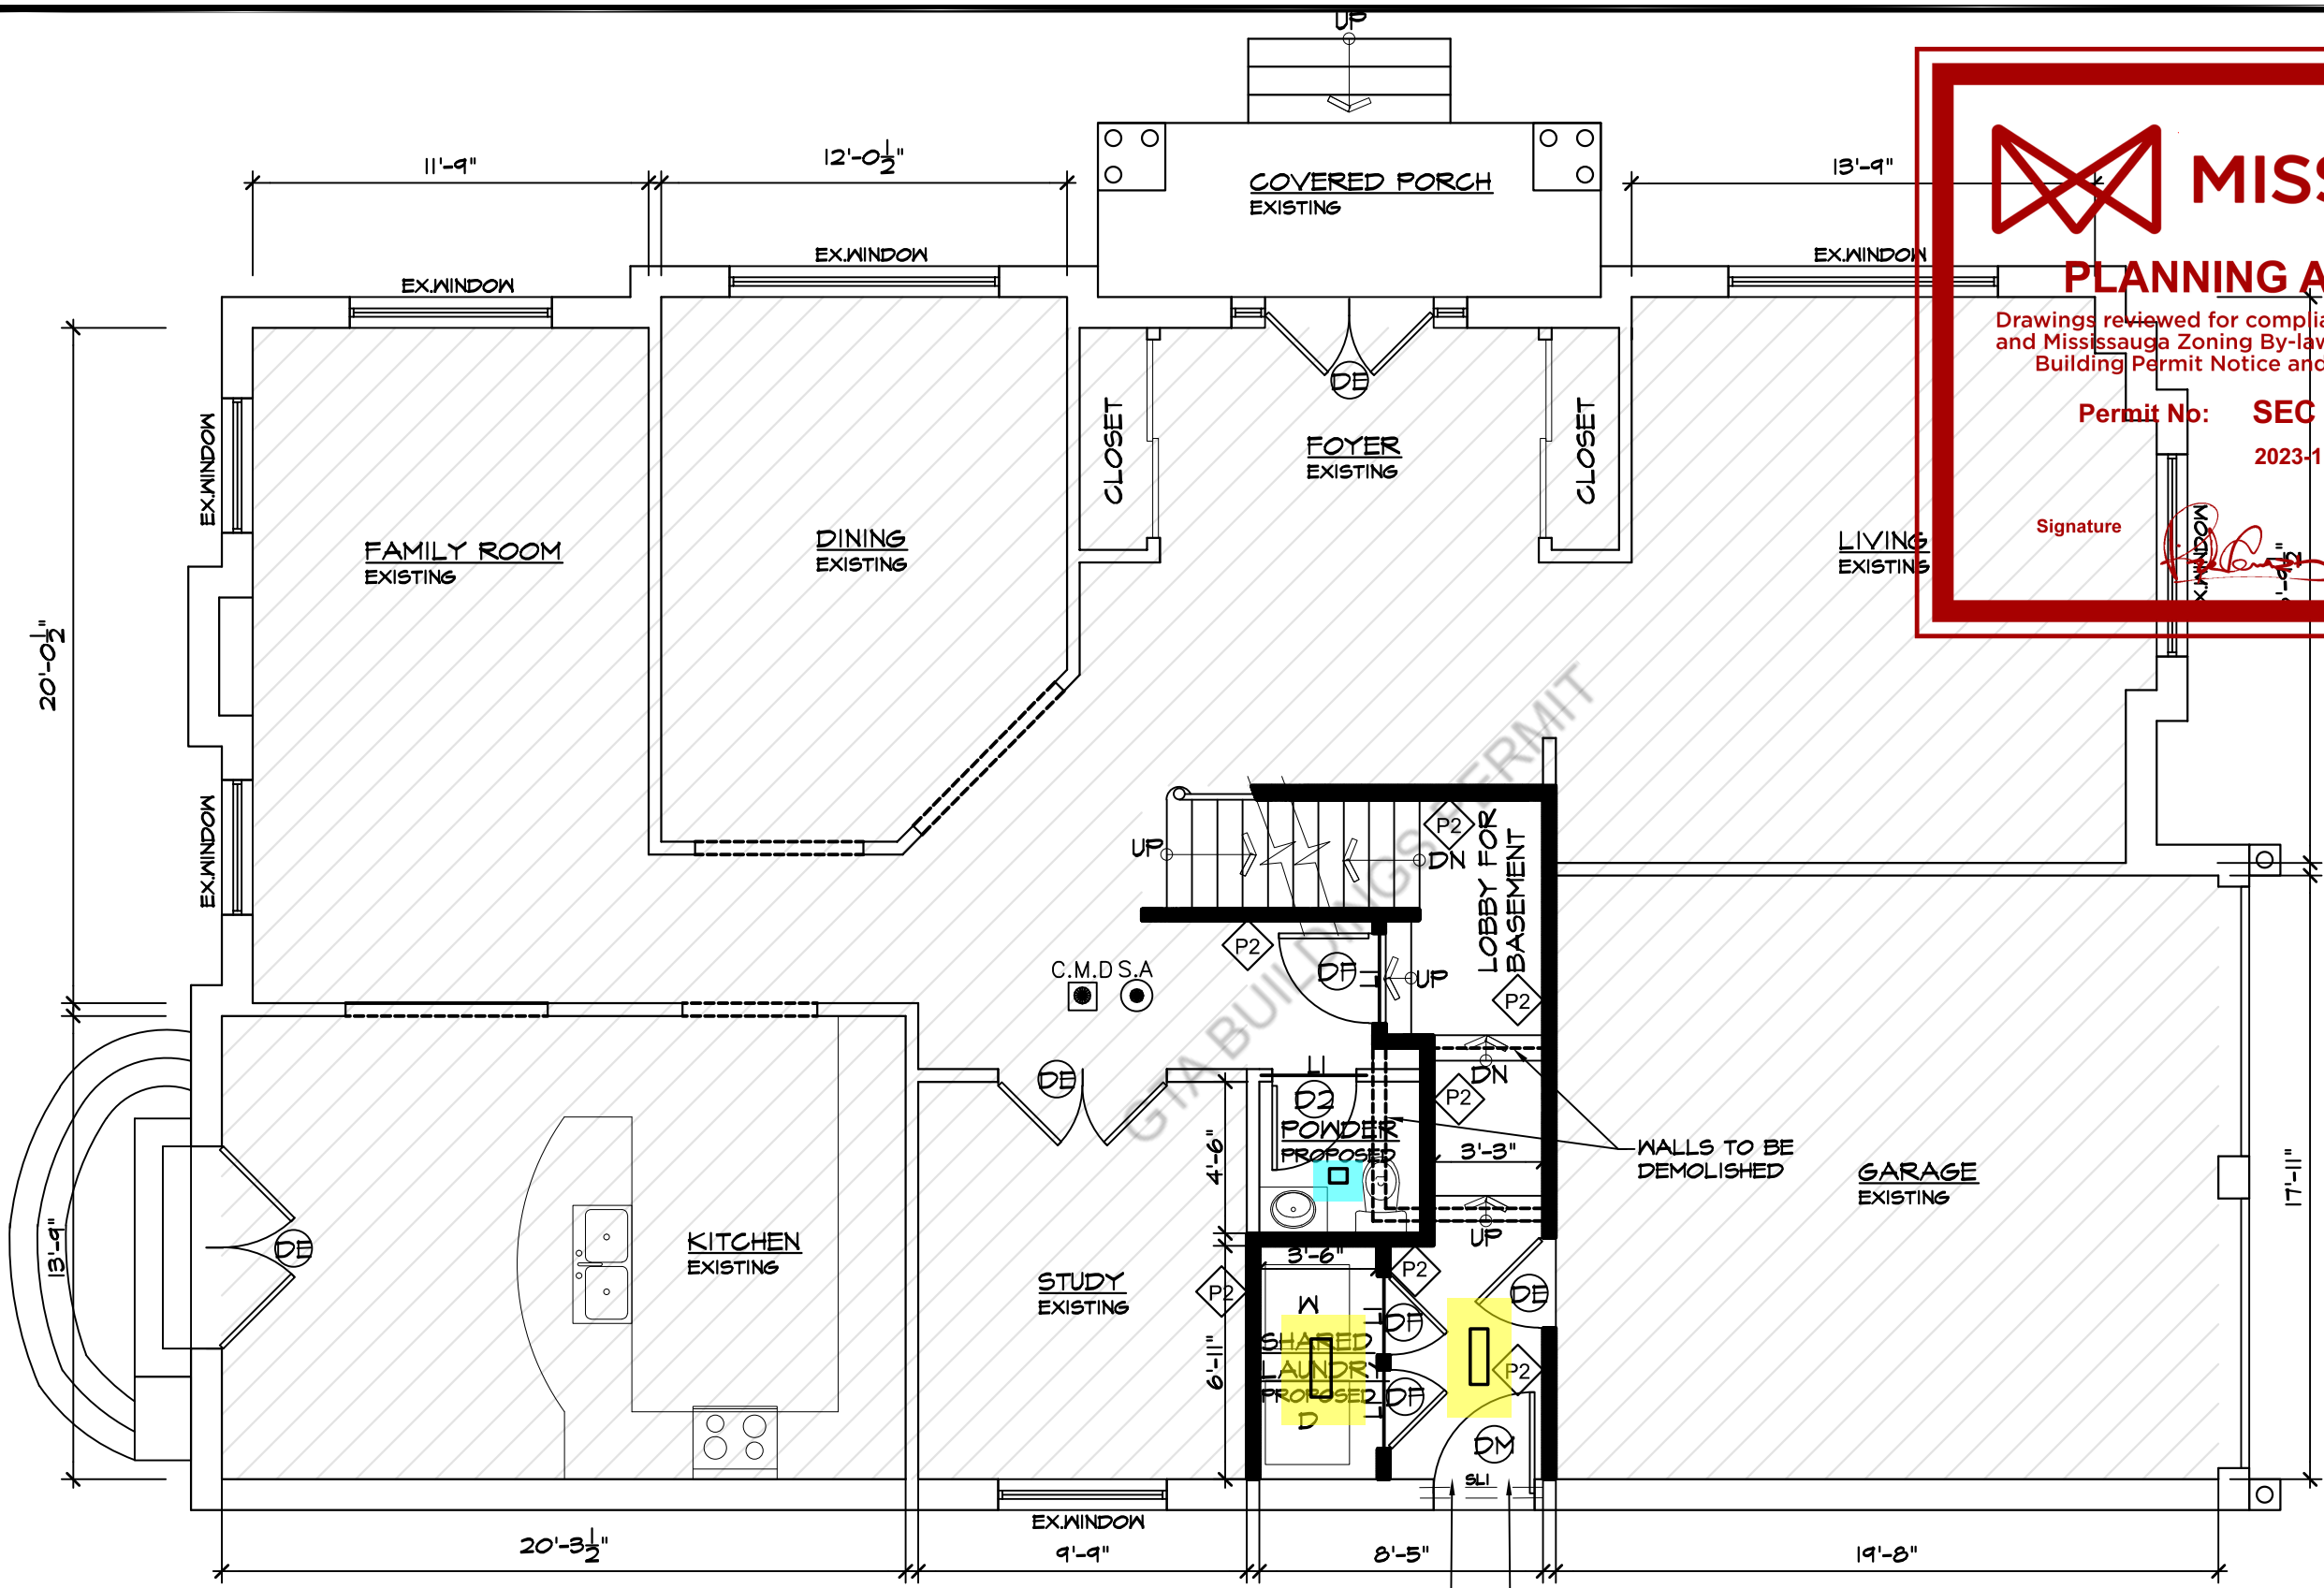 UP
11'-9"
12'-0½"
13'-9"
COVERED PORCH
EXISTING
MISS
EX.WINDOW
EX.WINDOW
EX.WINDOW
PLANNING A
Drawings reviewed for complia
and Mississauga Zoning By-law
Building Permit Notice and
Permit No: SEC
2023-1
Signature
DE
CLOSET
FOYER
EXISTING
CLOSET
EX.WINDOW
FAMILY ROOM
EXISTING
DINING
EXISTING
LIVING
EXISTING
X.WINDOW
20'-0½"
EX.WINDOW
UP
DN
P2
LOBBY FOR
BASEMENT
GTA BUILDINGS PERMIT
P2
DF
UP
P2
C.M.D S.A
DE
L1
D2
POWDER
PROPOSED
DN
P2
3'-3"
WALLS TO BE
DEMOLISHED
GARAGE
EXISTING
17'-11"
4'-6"
UP
13'-9"
DE
KITCHEN
EXISTING
STUDY
EXISTING
3'-6"
P2
P2
DE
W
SHARED
LAUNDRY
PROPOSED
D
DF
DF
P2
6'-11"
DM
SL1
EX.WINDOW
20'-3½"
9'-9"
8'-5"
19'-8"